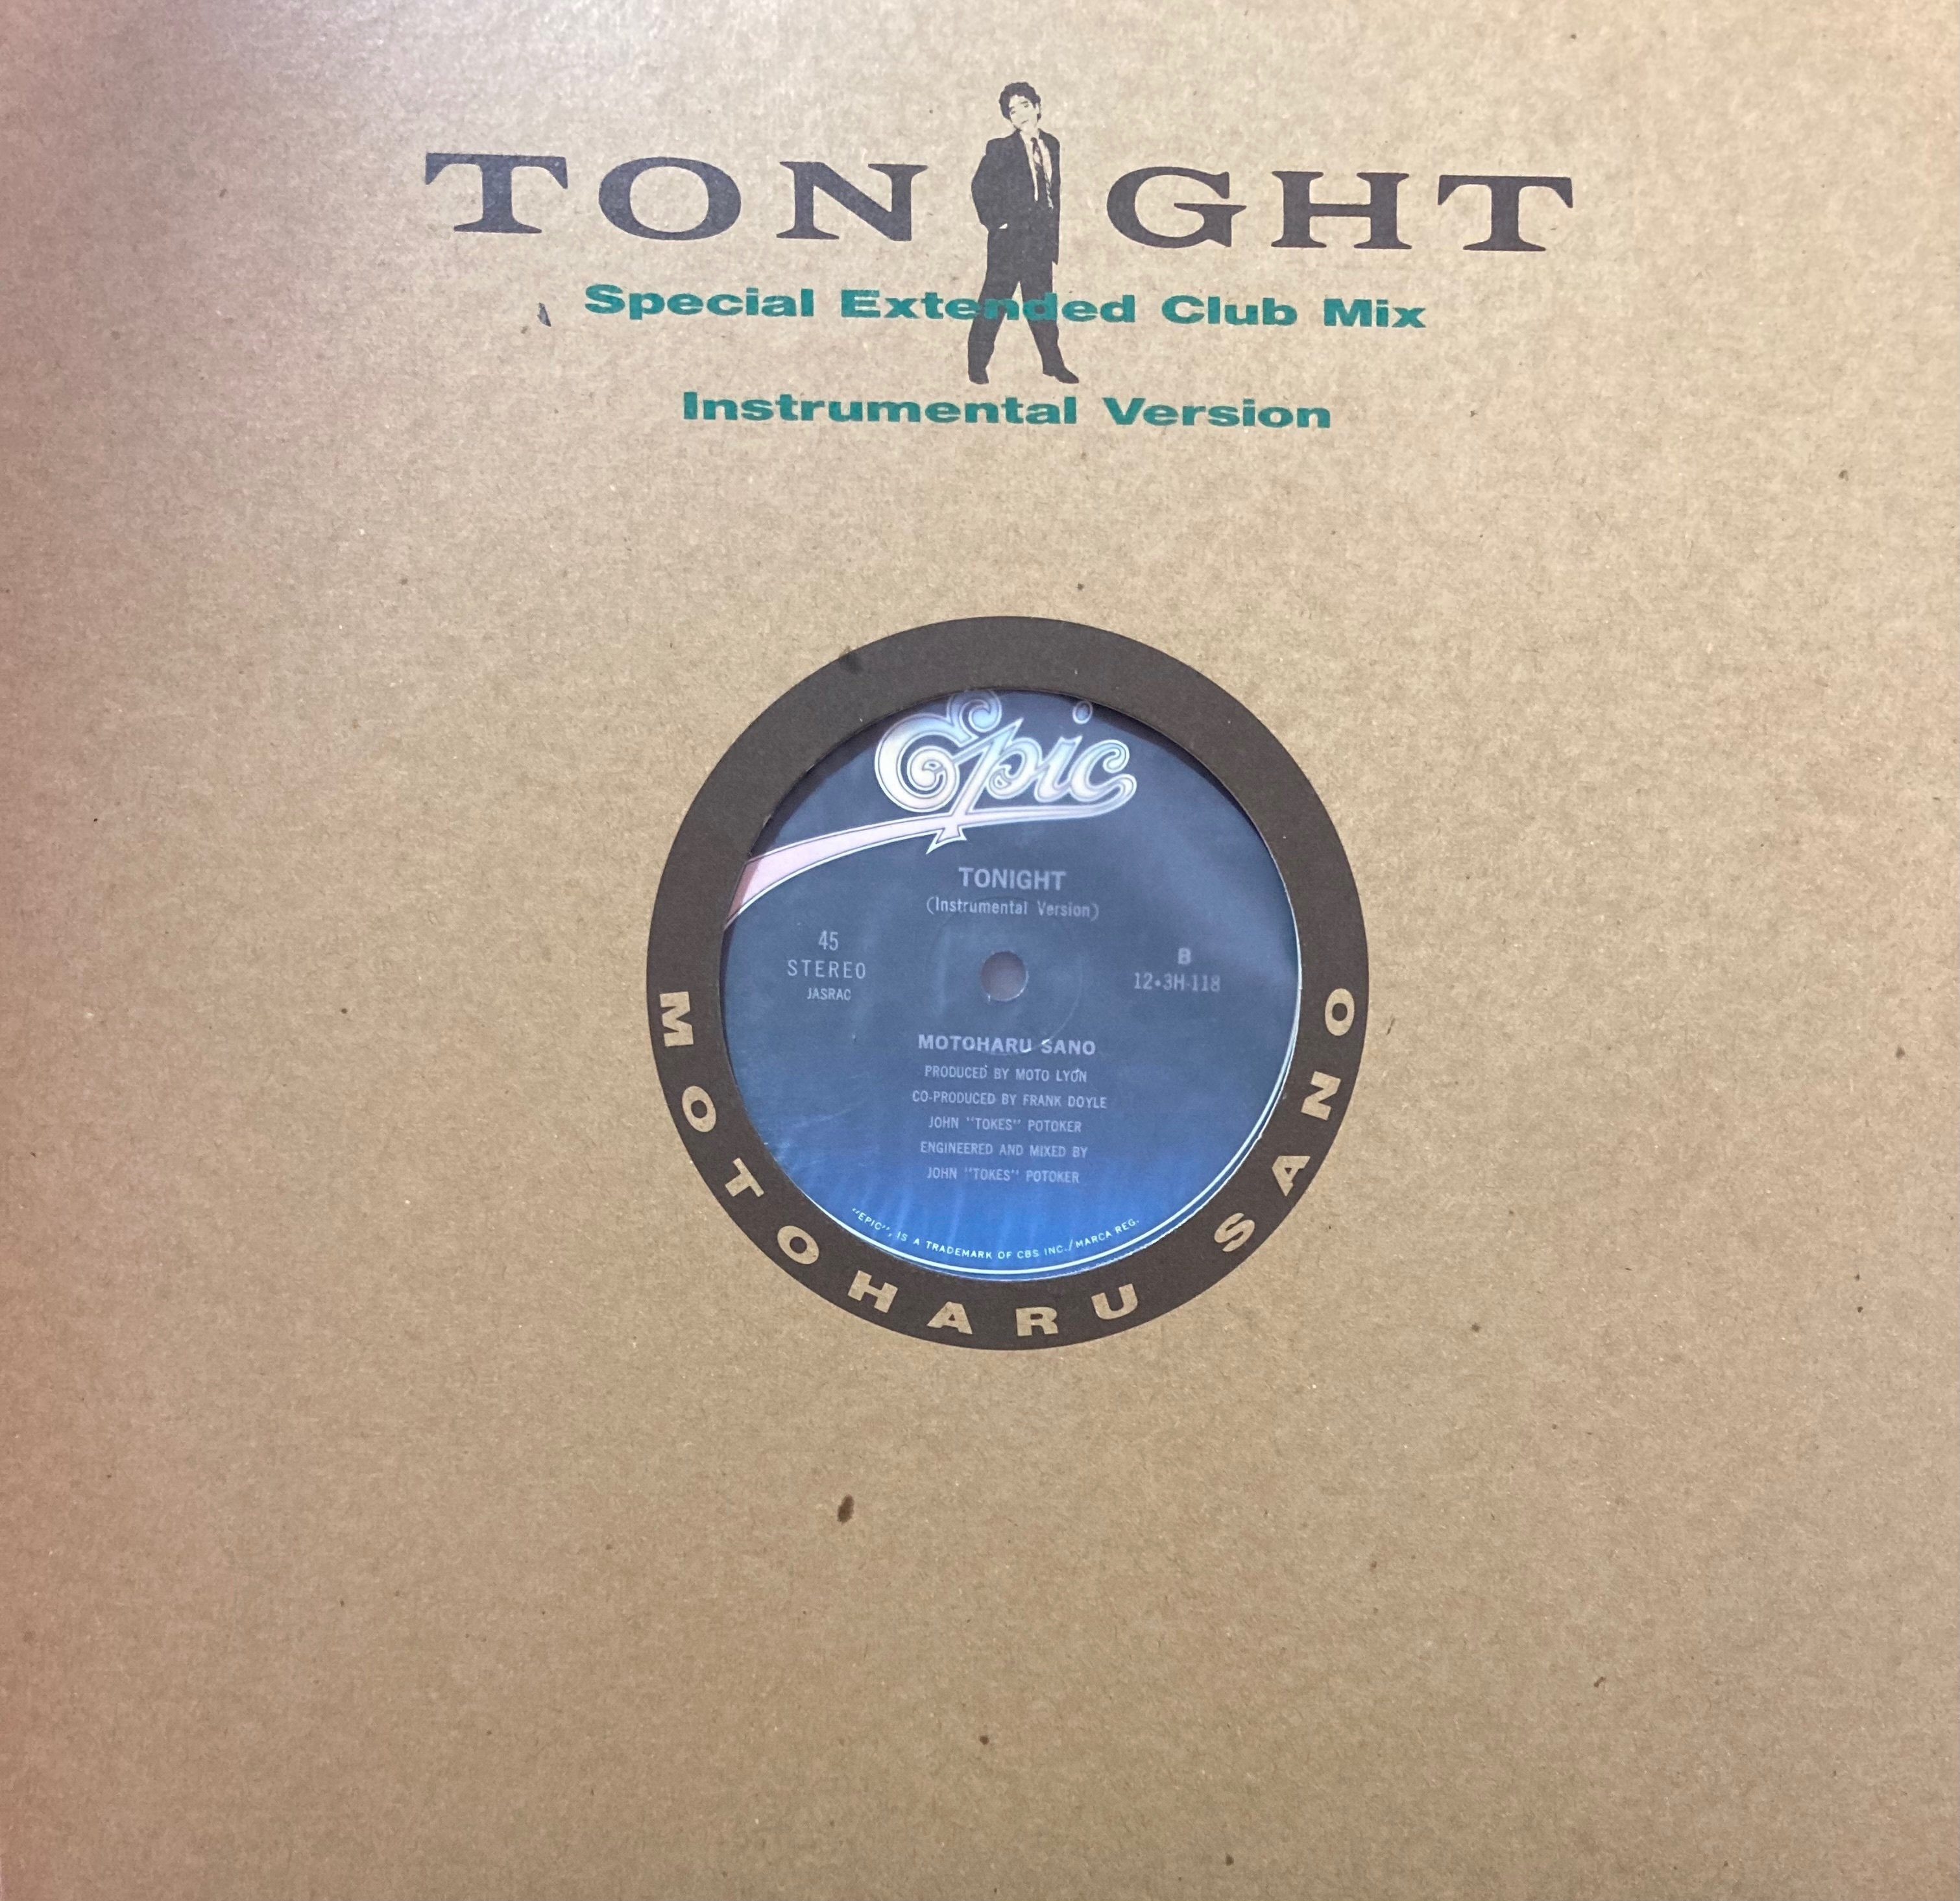 TONIGHT
Special Extended Club Mix
Instrumental Version
Epic
TONIGHT
(Instrumental Version)
45
STEREO
JASRAC
B
12・3H-118
MOTOHARU SANO
PRODUCED BY MOTO LYON
CO-PRODUCED BY FRANK DOYLE
JOHN "TOKES" POTOKER
ENGINEERED AND MIXED BY
JOHN "TOKES" POTOKER
"EPIC", IS A TRADEMARK OF CBS INC./MARCA REG.
MOTOHARU SANO